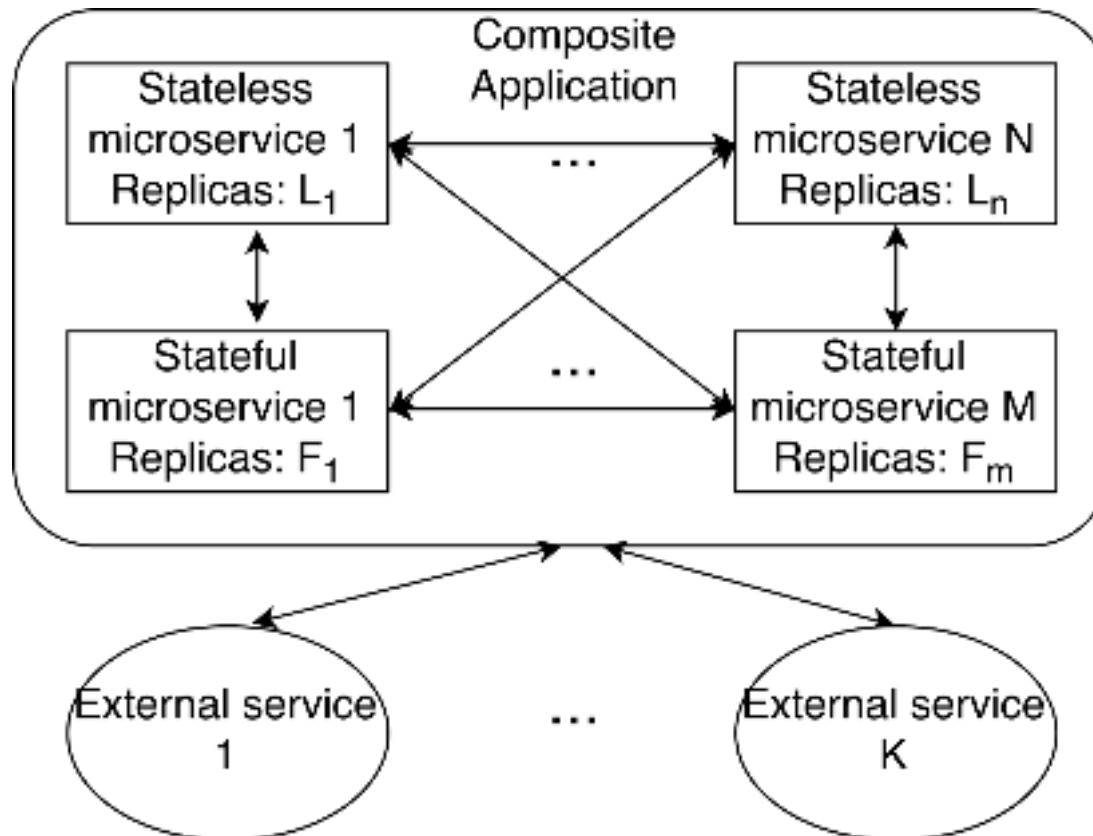 Composite
Application
Stateless
microservice 1
Replicas: L₁
...
Stateless
microservice N
Replicas: Lₙ
Stateful
microservice 1
Replicas: F₁
...
Stateful
microservice M
Replicas: Fₘ
External service
1
...
External service
K